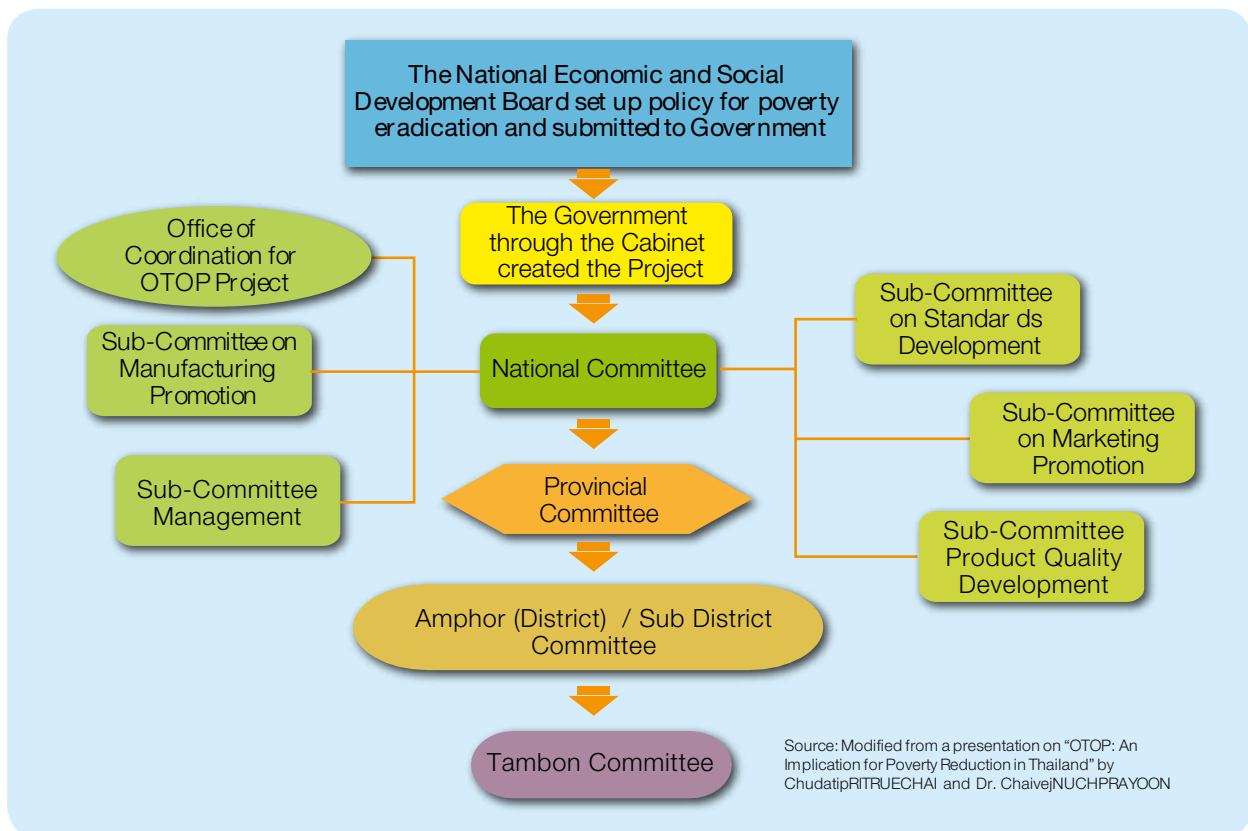 The National Economic and Social
Development Board set up policy for poverty
eradication and submitted to Government
The Government
through the Cabinet
created the Project
Office of
Coordination for
OTOP Project
Sub-Committee on
Manufacturing
Promotion
Sub-Committee
Management
National Committee
Sub-Committee
on Standar ds
Development
Sub-Committee
on Marketing
Promotion
Sub-Committee
Product Quality
Development
Provincial
Committee
Amphor (District) / Sub District
Committee
Tambon Committee
Source: Modified from a presentation on “OTOP: An
Implication for Poverty Reduction in Thailand” by
ChudatipRITRUECHAI and Dr. ChaivejNUCHPRAYOON